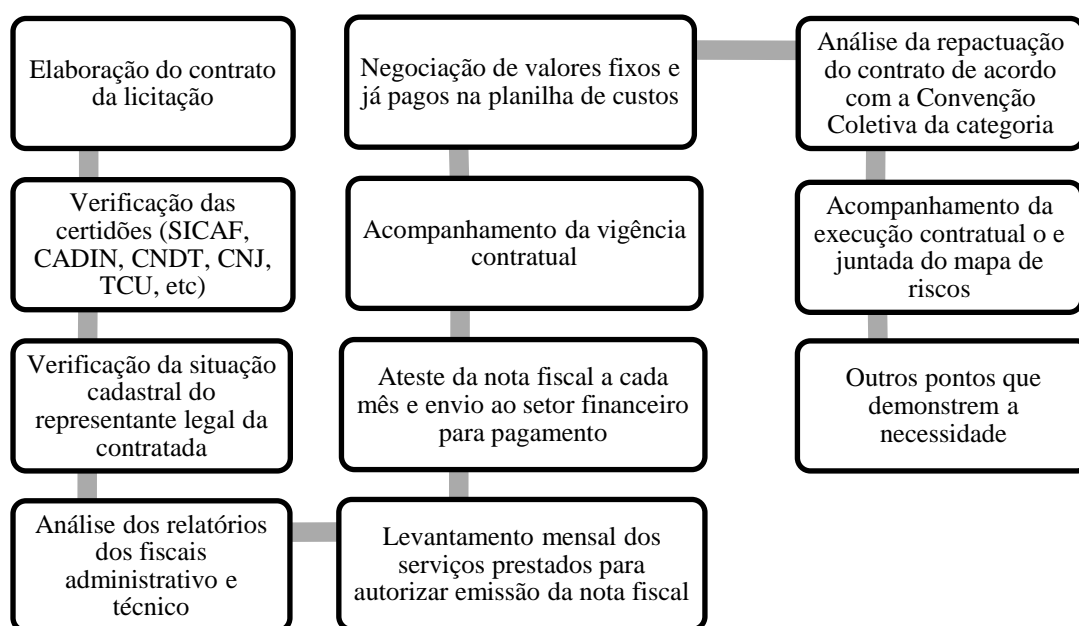 Elaboração do contrato
da licitação
Verificação das
certidões (SICAF,
CADIN, CNDT, CNJ,
TCU, etc)
Verificação da situação
cadastral do
representante legal da
contratada
Análise dos relatórios
dos fiscais
administrativo e
técnico
Levantamento mensal dos
serviços prestados para
autorizar emissão da nota fiscal
Ateste da nota fiscal a cada
mês e envio ao setor financeiro
para pagamento
Acompanhamento da vigência
contratual
Negociação de valores fixos e
já pagos na planilha de custos
Análise da repactuação
do contrato de acordo
com a Convenção
Coletiva da categoria
Acompanhamento da
execução contratual o e
juntada do mapa de
riscos
Outros pontos que
demonstrem a
necessidade